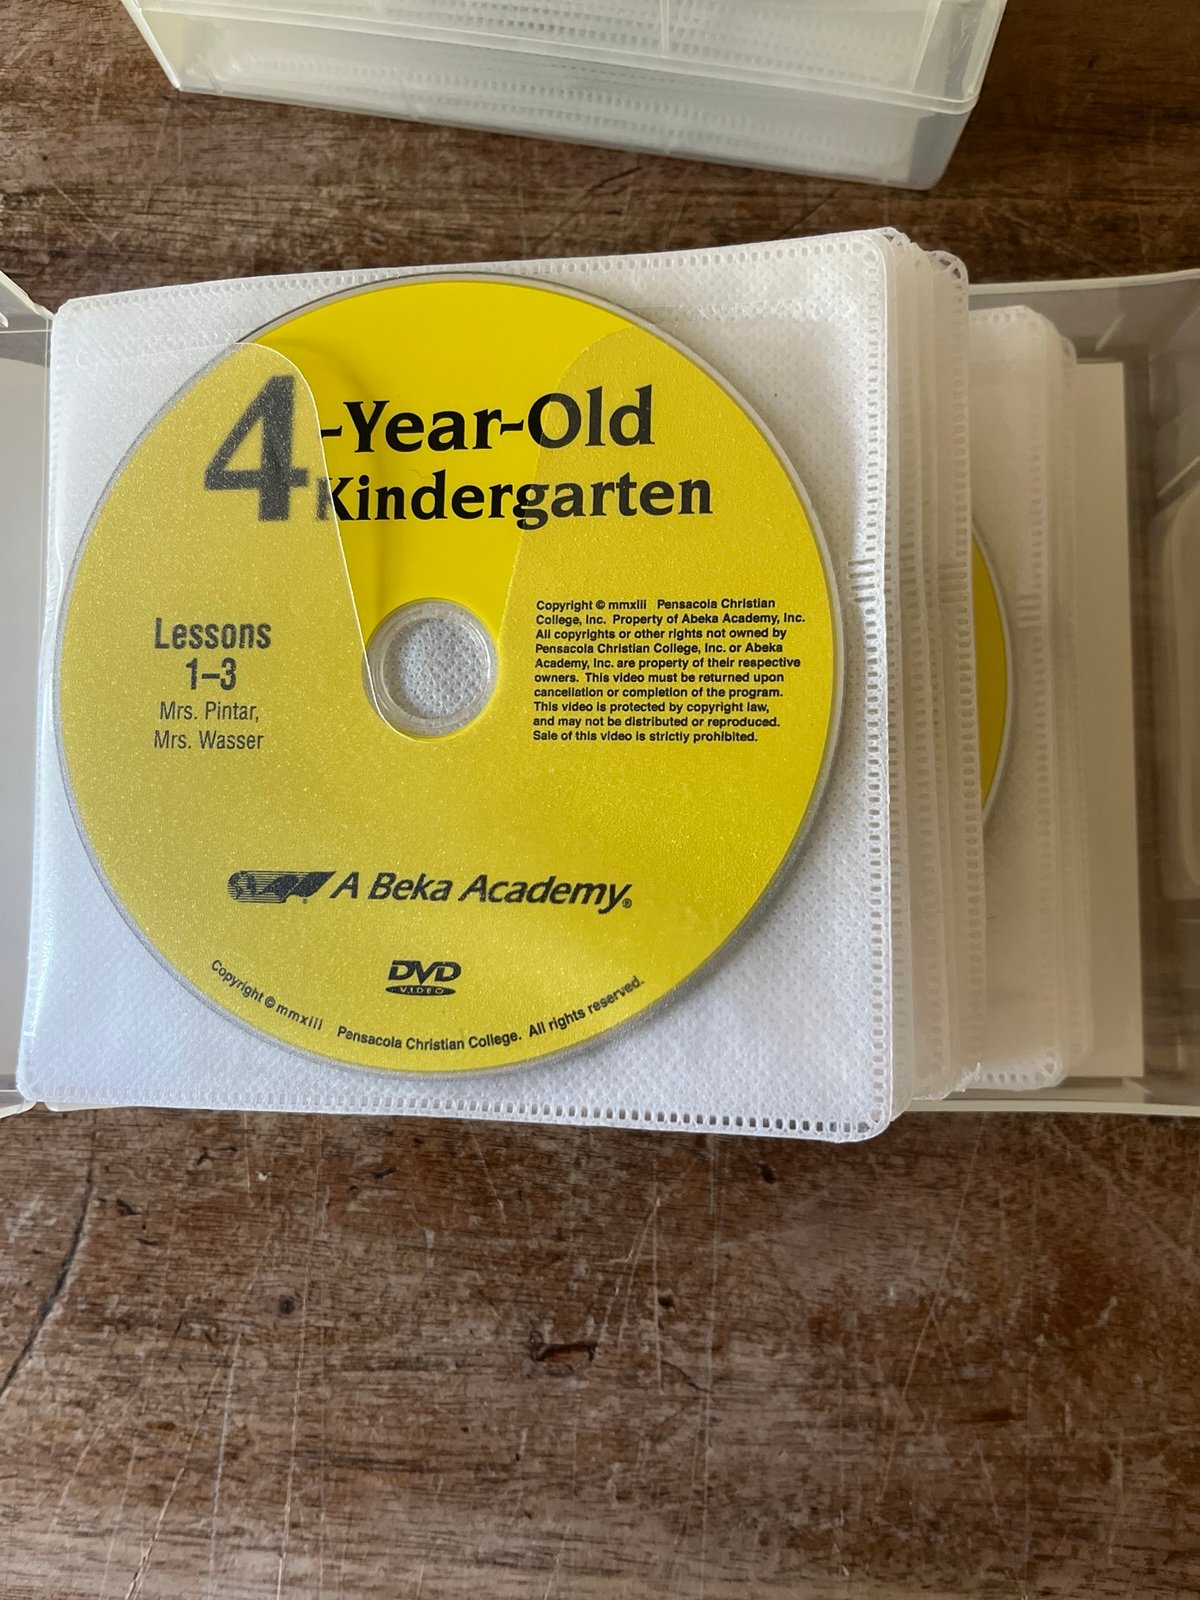 4-Year-Old
Kindergarten
Lessons
1–3
Mrs. Pintar,
Mrs. Wasser
Copyright © mmxiii Pensacola Christian
College, Inc. Property of Abeka Academy, Inc.
All copyrights or other rights not owned by
Pensacola Christian College, Inc. or Abeka
Academy, Inc. are property of their respective
owners. This video must be returned upon
cancellation or completion of the program.
This video is protected by copyright law,
and may not be distributed or reproduced.
Sale of this video is strictly prohibited.
A Beka Academy®
DVD
VIDEO
Copyright © mmxiii Pensacola Christian College. All rights reserved.